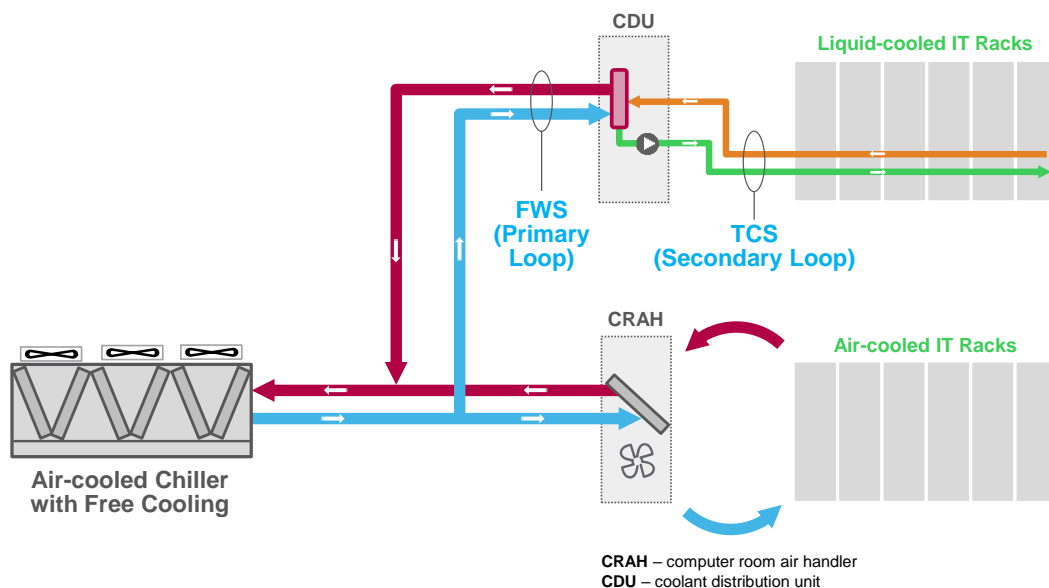 CDU
Liquid-cooled IT Racks
FWS
(Primary
Loop)
TCS
(Secondary Loop)
CRAH
Air-cooled IT Racks
Air-cooled Chiller
with Free Cooling
CRAH – computer room air handler
CDU – coolant distribution unit